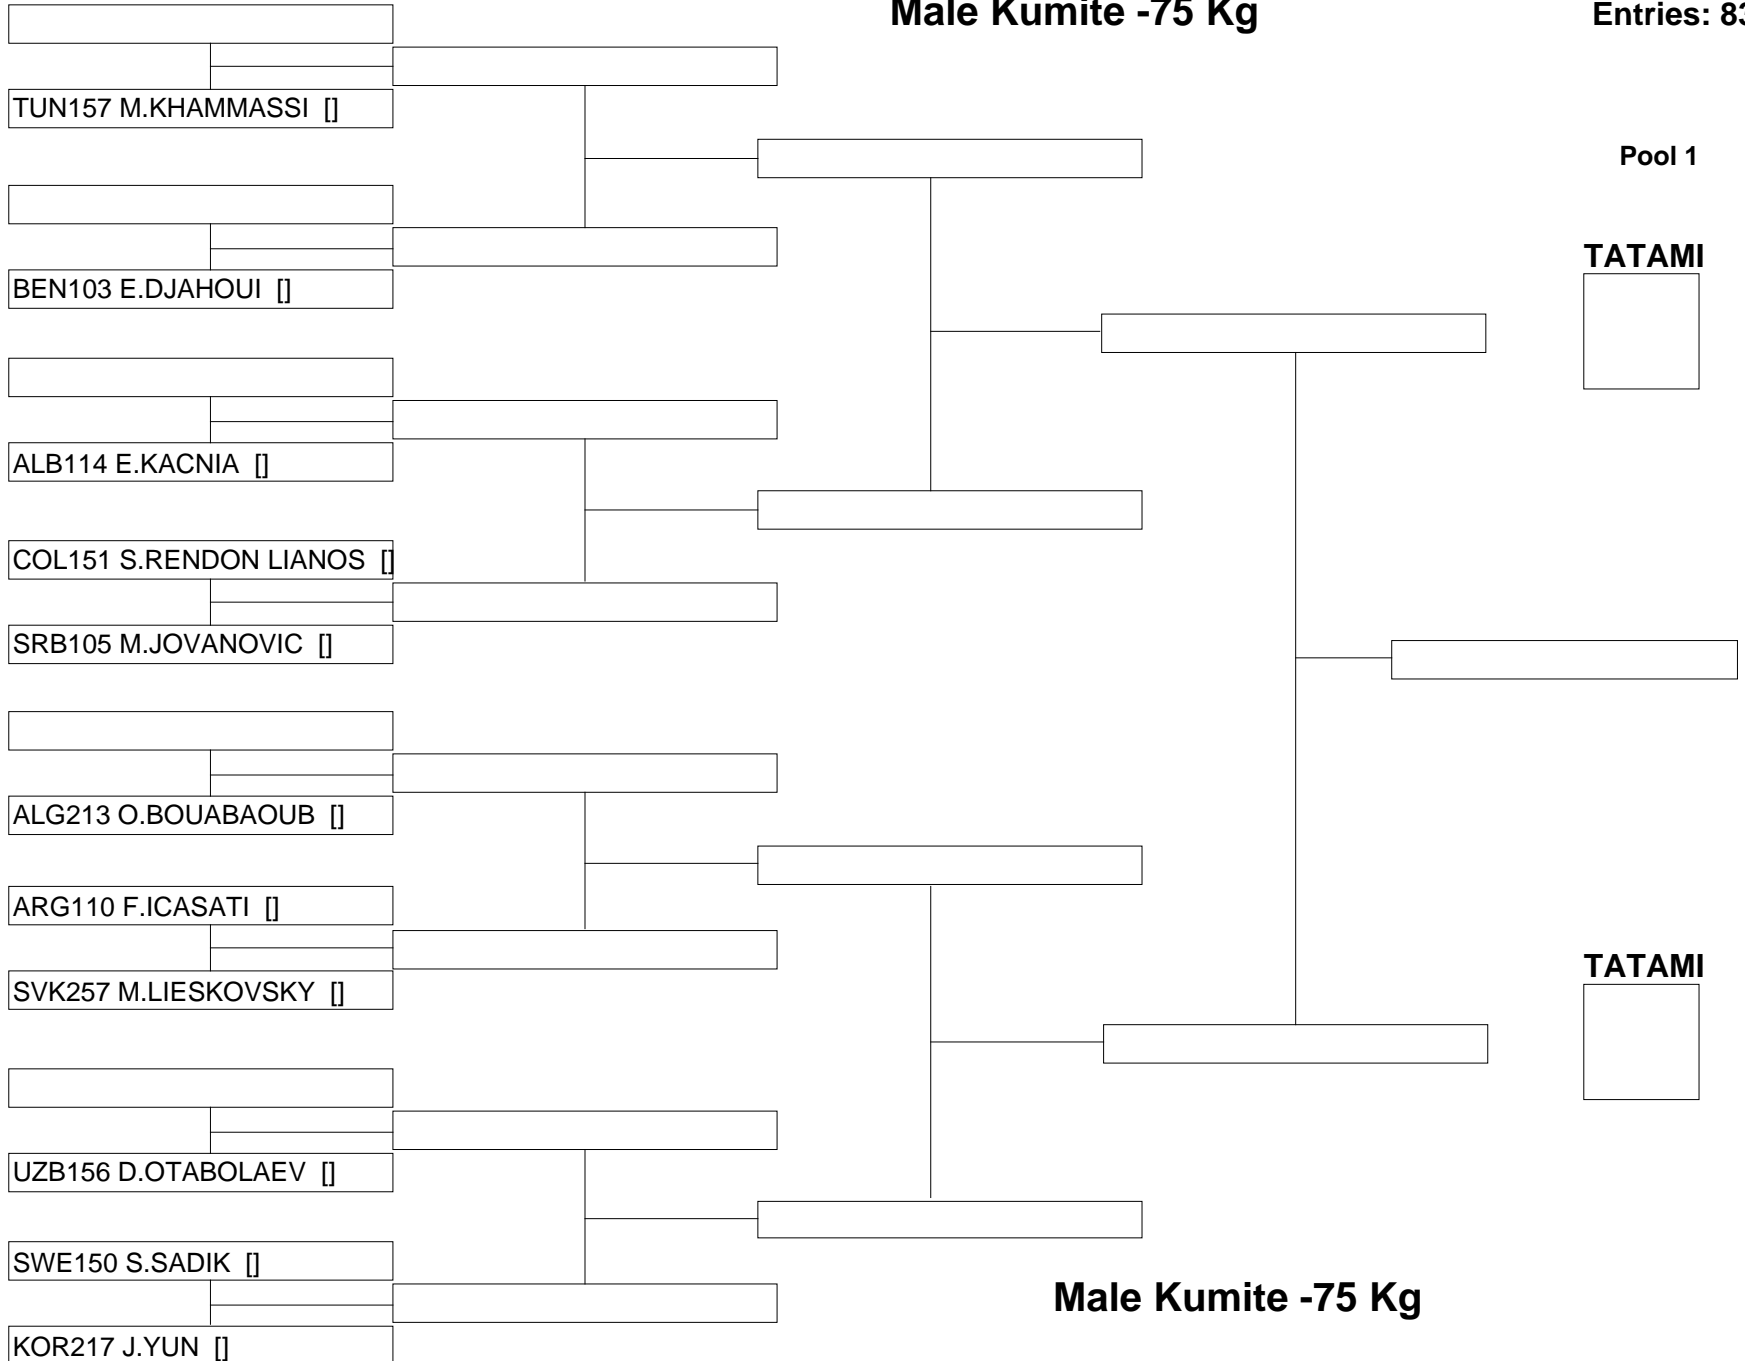 Male Kumite -75 Kg
Entries: 83
TUN157 M.KHAMMASSI []
Pool 1
BEN103 E.DJAHOUI []
TATAMI
ALB114 E.KACNIA []
COL151 S.RENDON LIANOS []
SRB105 M.JOVANOVIC []
ALG213 O.BOUABAOUB []
ARG110 F.ICASATI []
SVK257 M.LIESKOVSKY []
TATAMI
UZB156 D.OTABOLAEV []
SWE150 S.SADIK []
Male Kumite -75 Kg
KOR217 J.YUN []